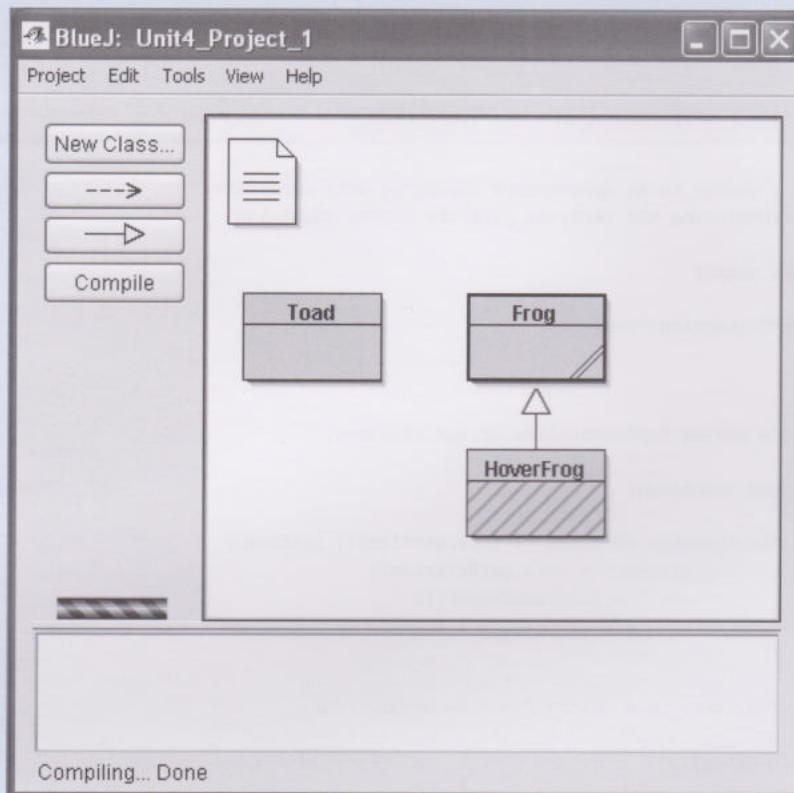 BlueJ: Unit4_Project_1
Project Edit Tools View Help
New Class...
Compile
Toad
Frog
HoverFrog
Compiling... Done